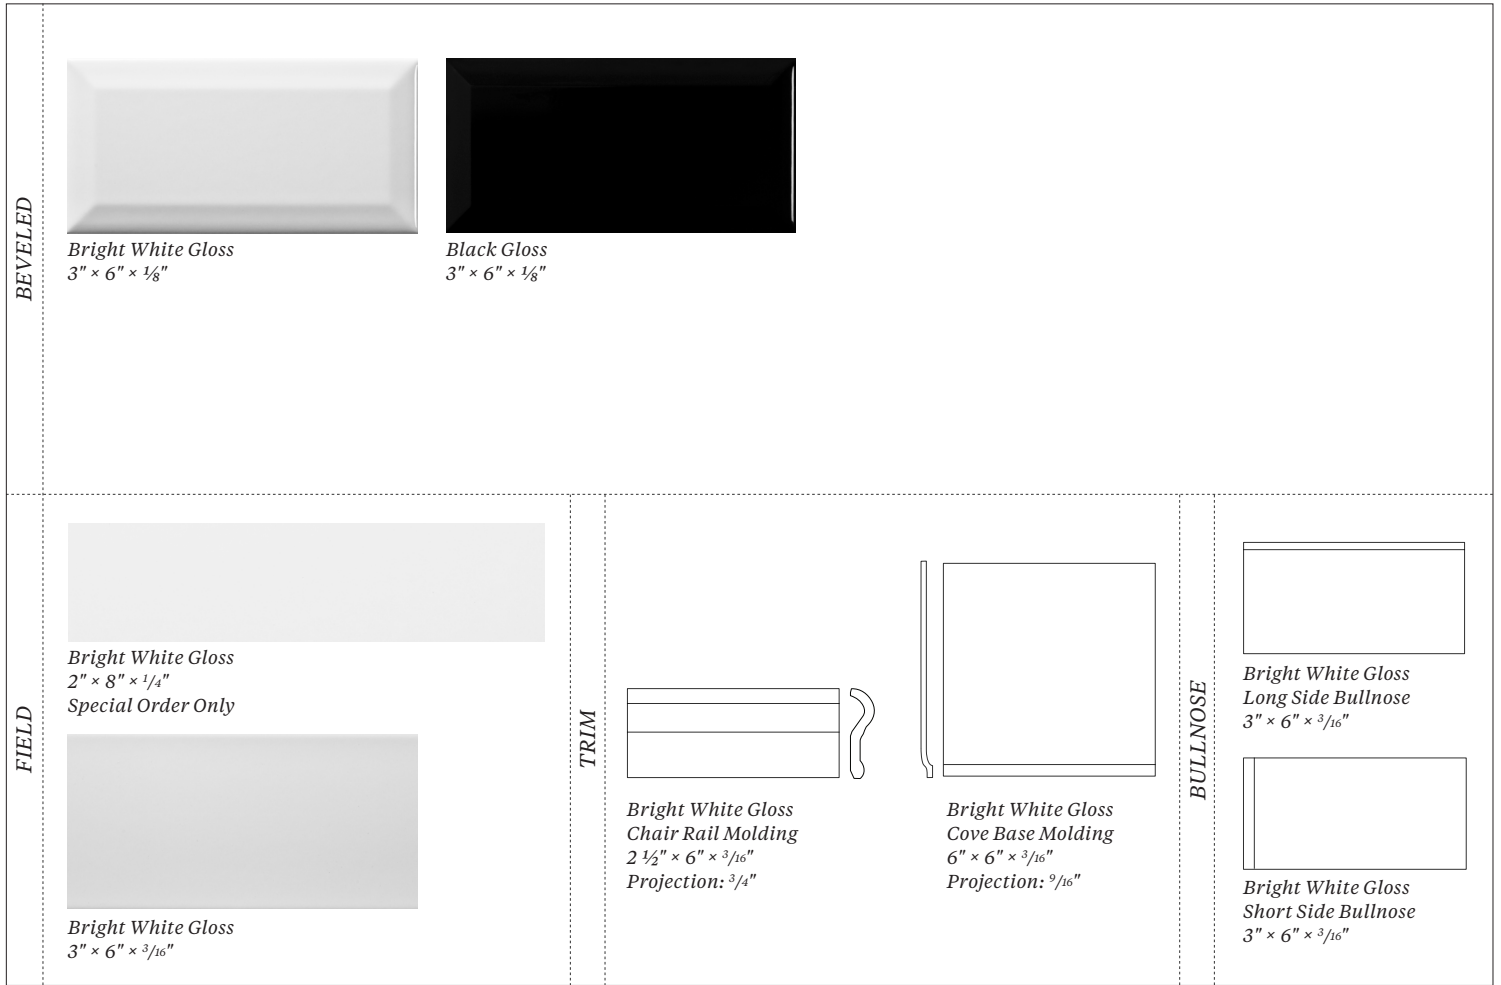 BEVELED
Bright White Gloss
3" × 6" × ⅛"
Black Gloss
3" × 6" × ⅛"
FIELD
Bright White Gloss
2" × 8" × 1/4"
Special Order Only
Bright White Gloss
3" × 6" × 3/16"
TRIM
Bright White Gloss
Chair Rail Molding
2 ½" × 6" × 3/16"
Projection: 3/4"
Bright White Gloss
Cove Base Molding
6" × 6" × 3/16"
Projection: 9/16"
BULLNOSE
Bright White Gloss
Long Side Bullnose
3" × 6" × 3/16"
Bright White Gloss
Short Side Bullnose
3" × 6" × 3/16"